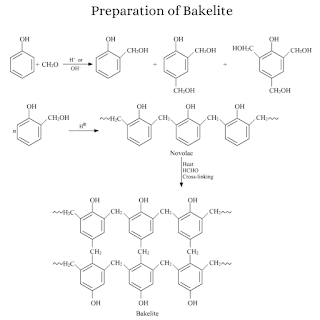 Preparation of Bakelite
OH OH OH OH
+ CH₂O H⁺ or OH⁻ CH₂OH + CH₂OH + HOH₂C CH₂OH
CH₂OH CH₂OH
OH OH OH OH
n CH₂OH H⊕ H₂C CH₂ CH₂ CH₂
Novolac
Heat
HCHO
Cross-linking
OH OH OH
H₂C CH₂ CH₂ CH₂
CH₂ CH₂ CH₂
H₂C CH₂ CH₂ CH₂
OH OH OH
Bakelite